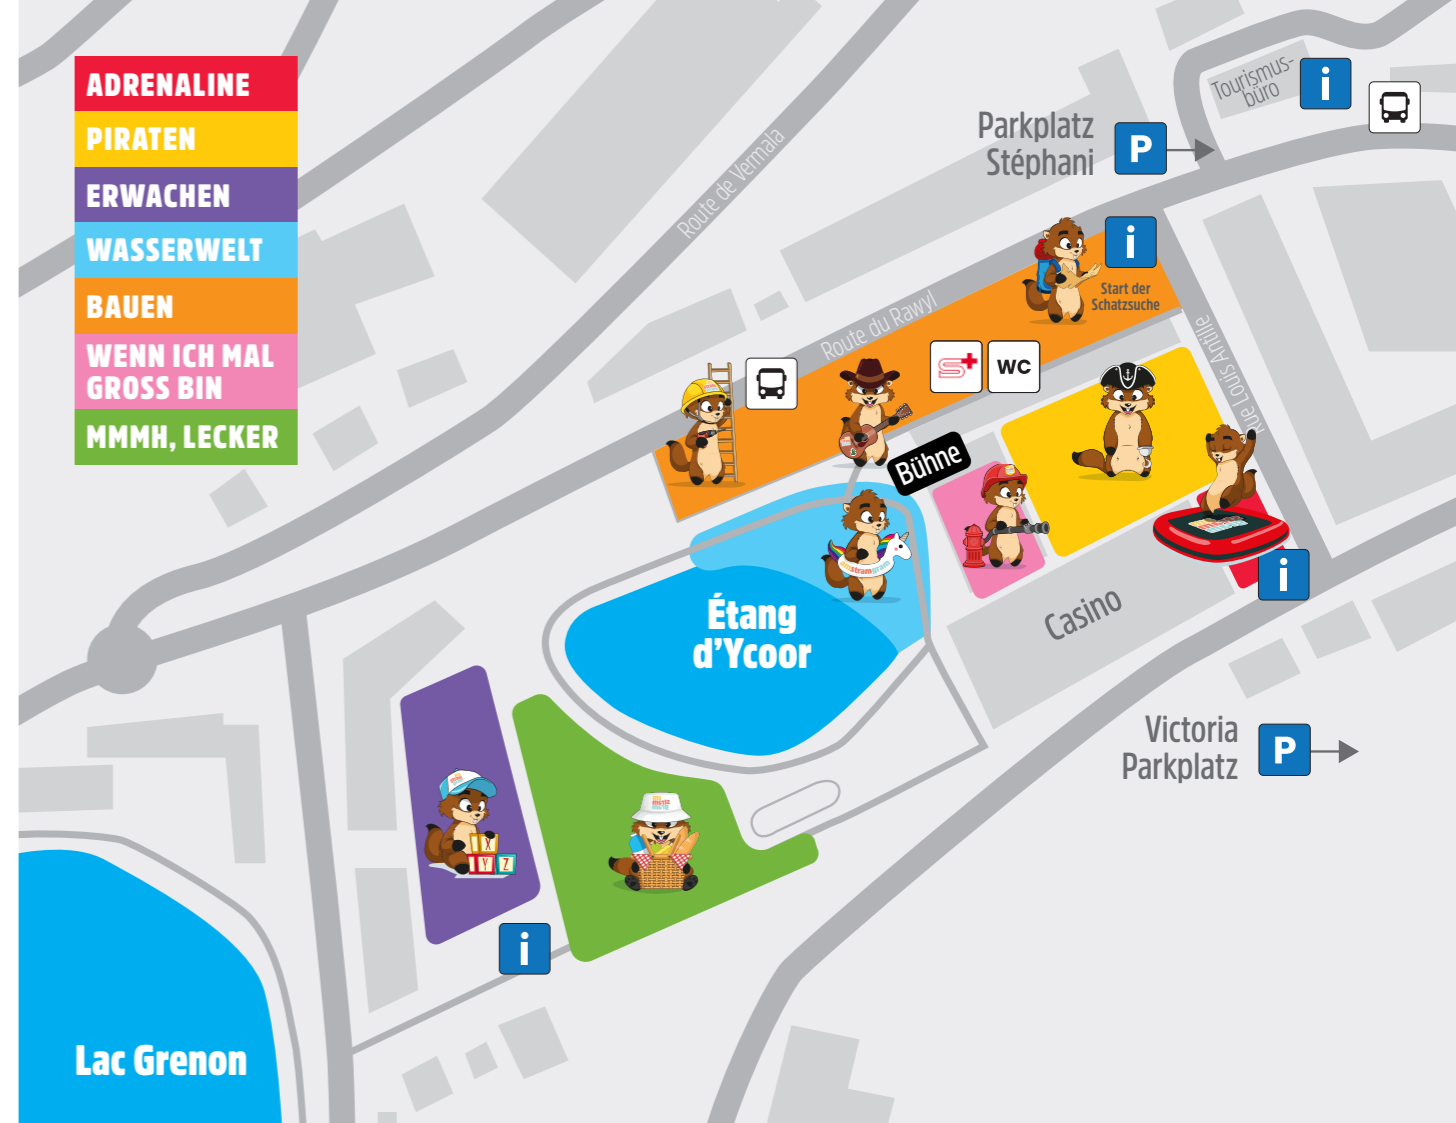 ADRENALINE
PIRATEN
ERWACHEN
WASSERWELT
BAUEN
WENN ICH MAL
GROSS BIN
MMMH, LECKER
Tourismus-
büro
i
Parkplatz
Stéphani
P
Route de Vermala
i
Start der
Schatzsuche
Route du Rawyl
S+
WC
Rue Louis Antille
Bühne
amstramgram
i
Casino
Étang
d'Ycoor
Victoria
Parkplatz
P
X
Y Z
i
Lac Grenon